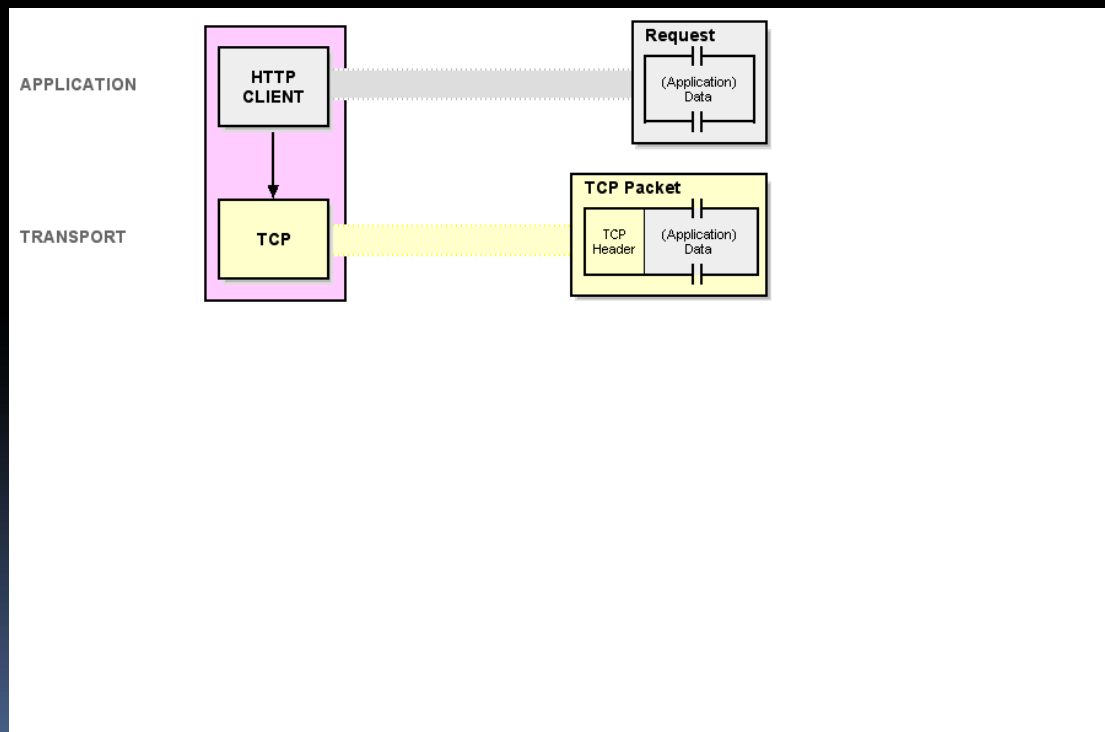 APPLICATION
HTTP
CLIENT
Request
(Application)
Data
TRANSPORT
TCP
TCP Packet
TCP
Header
(Application)
Data